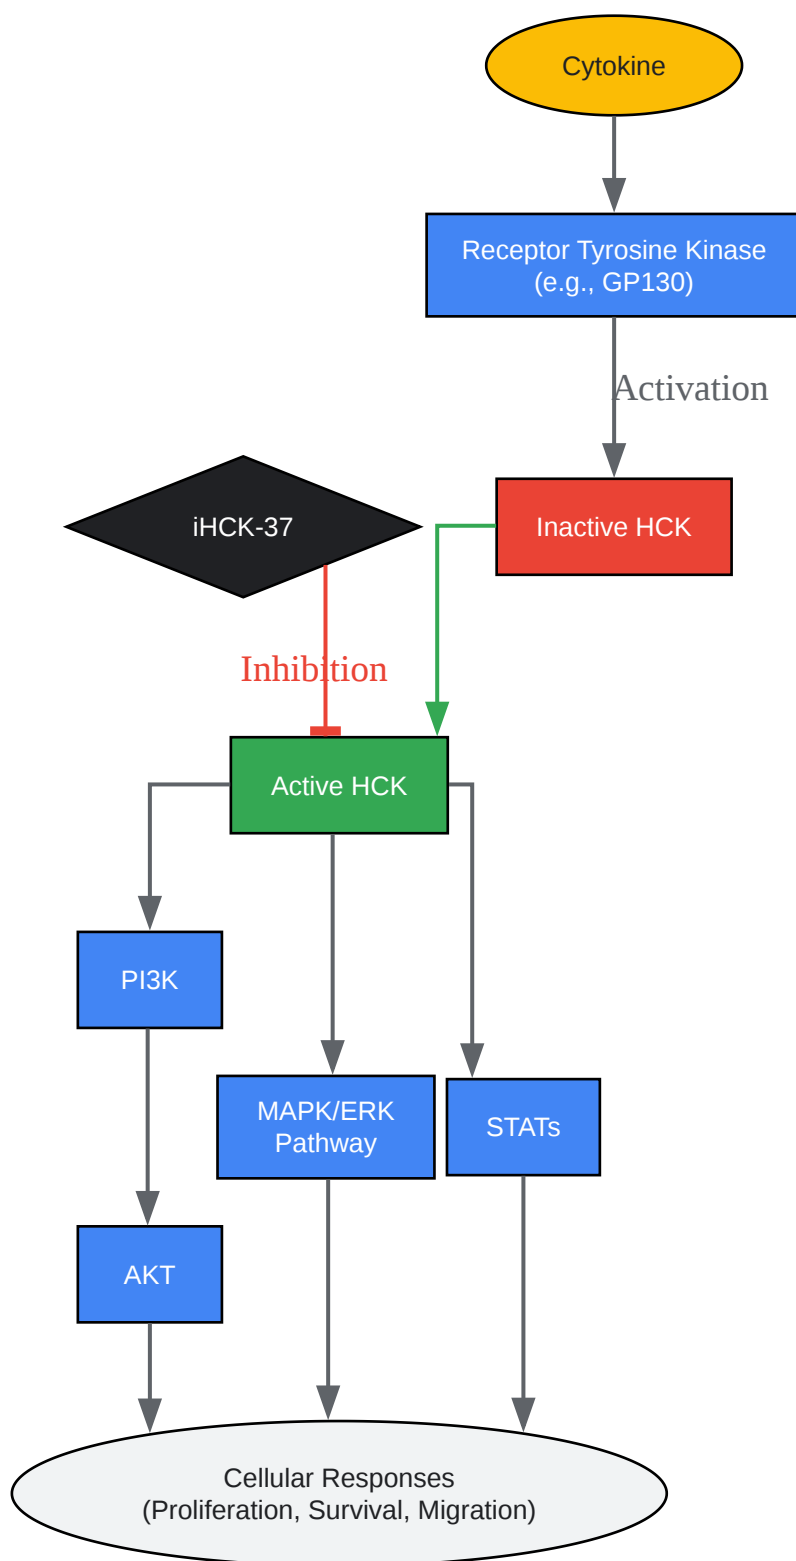 Cytokine
Receptor Tyrosine Kinase
(e.g., GP130)
Activation
iHCK-37
Inactive HCK
Inhibition
Active HCK
PI3K
MAPK/ERK
Pathway
STATs
AKT
Cellular Responses
(Proliferation, Survival, Migration)